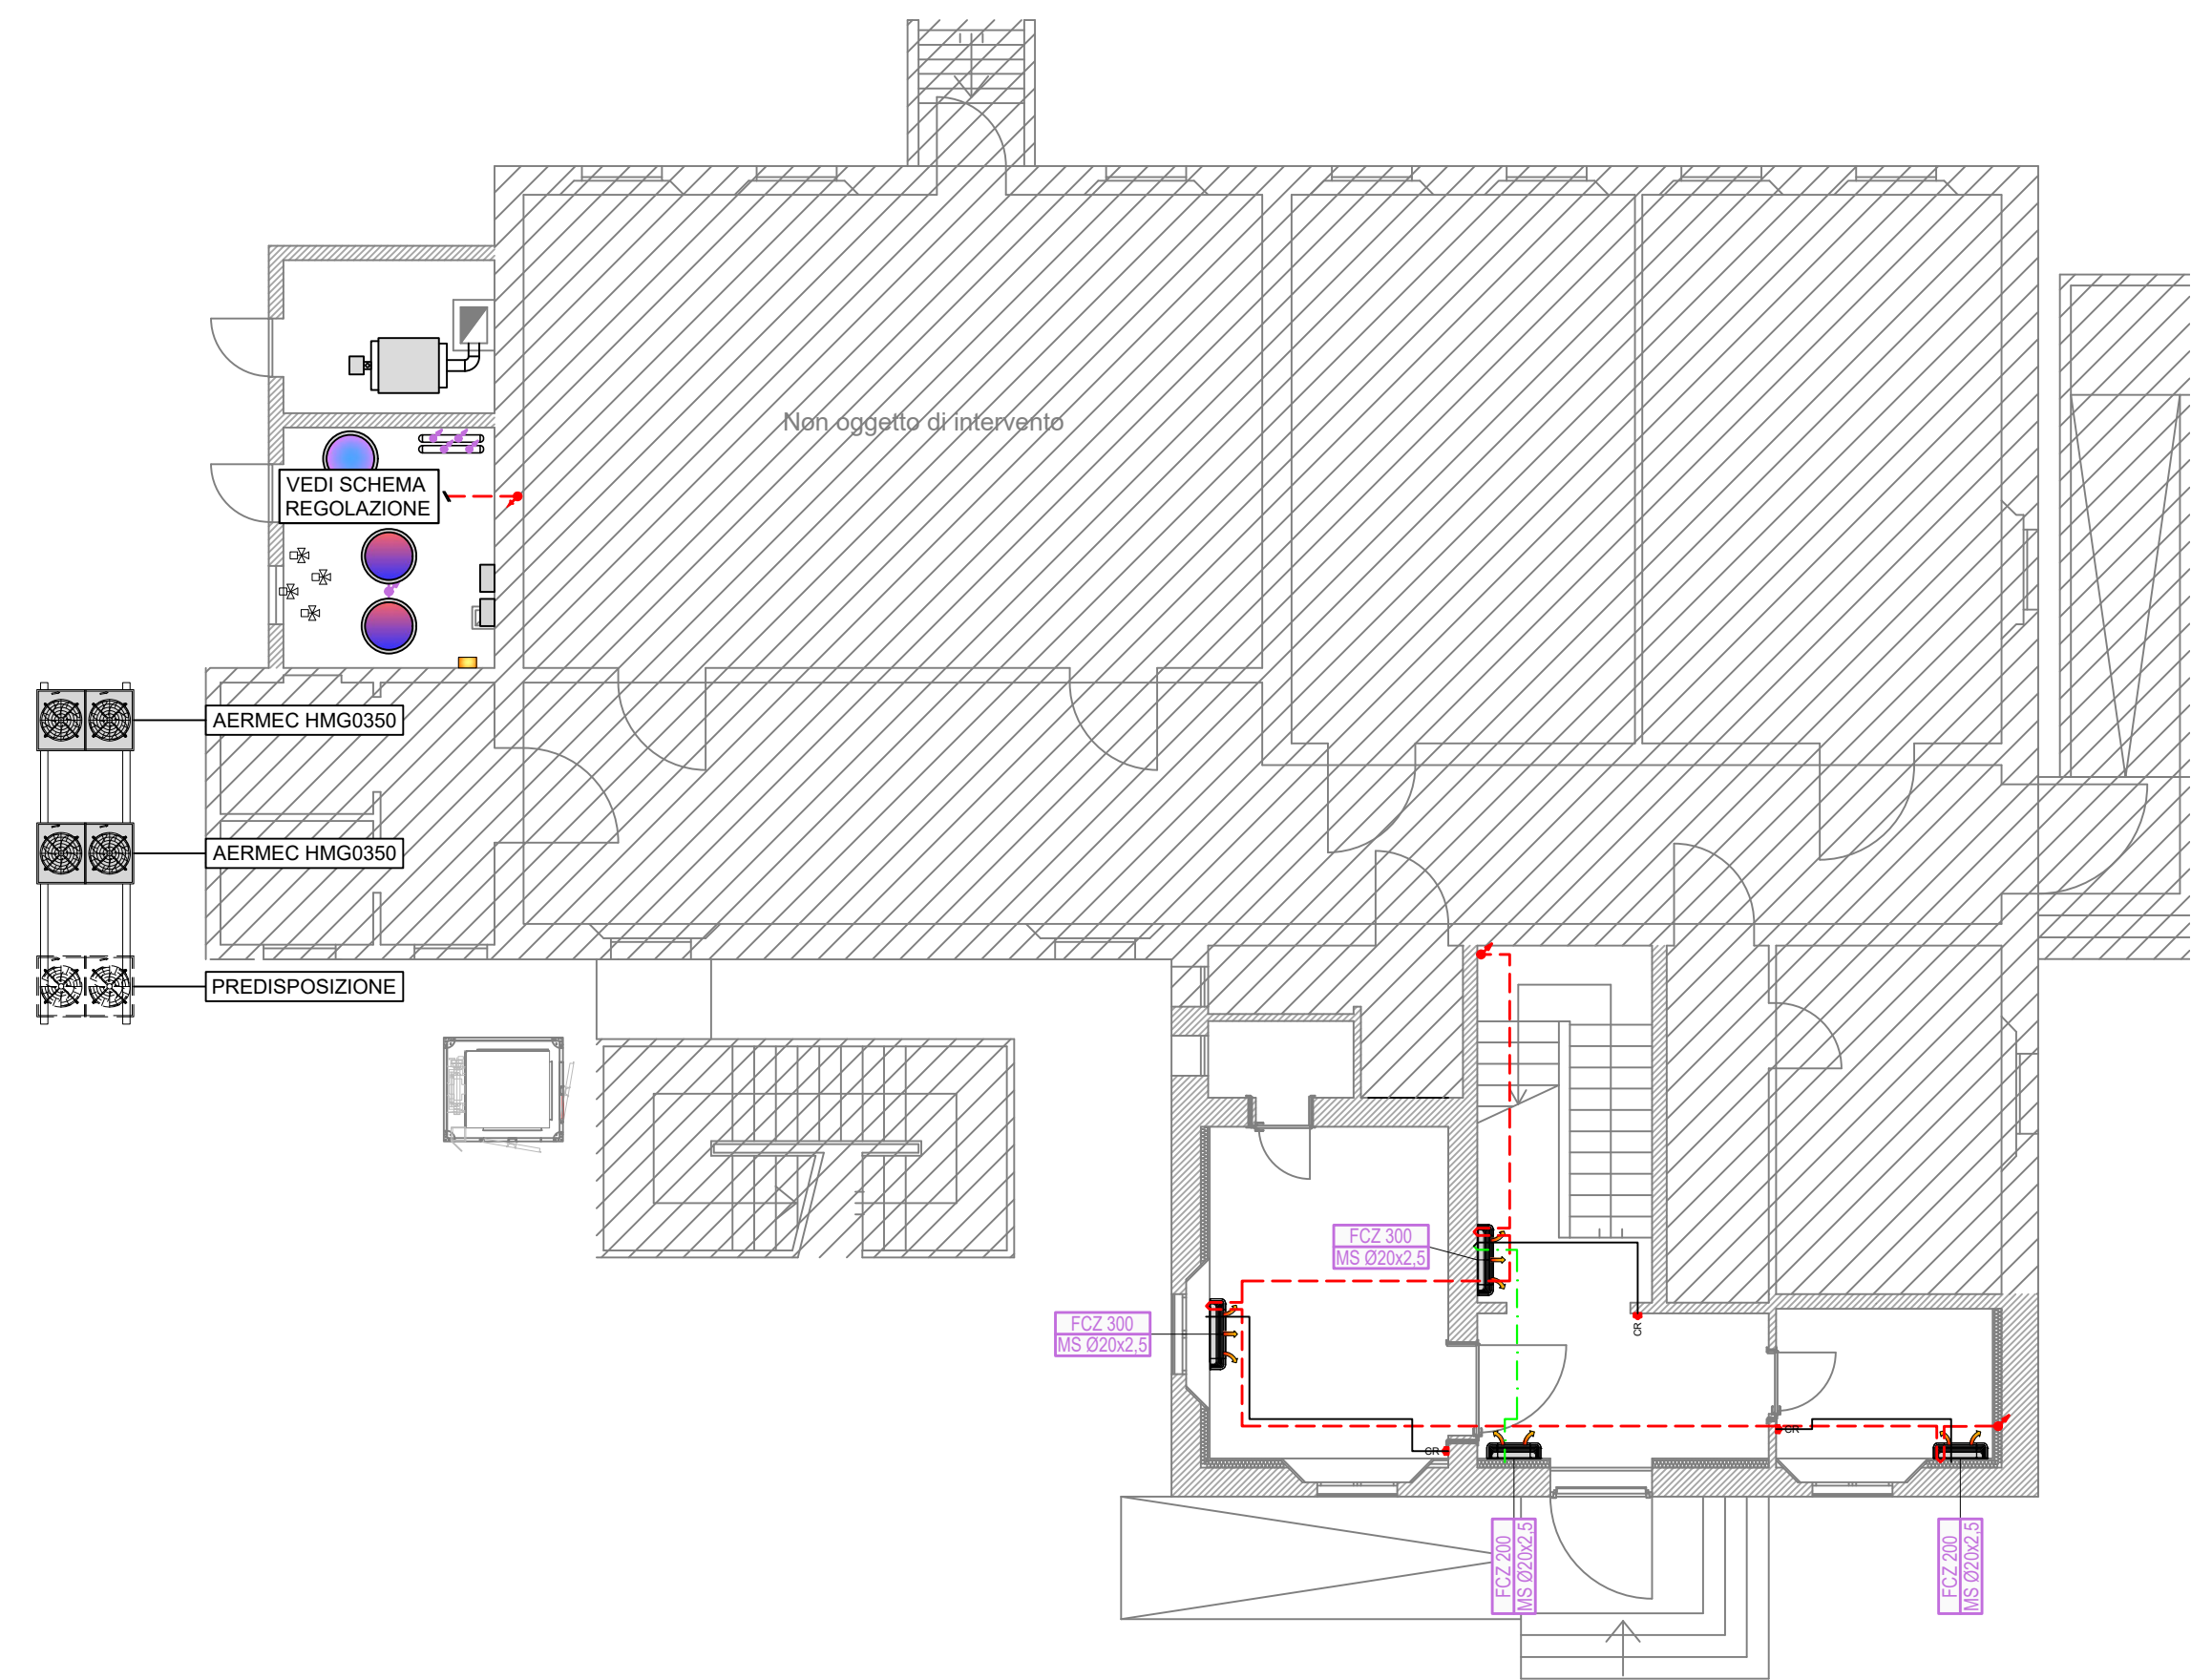 Non oggetto di intervento
VEDI SCHEMA
REGOLAZIONE
AERMEC HMG0350
AERMEC HMG0350
PREDISPOSIZIONE
FCZ 300
MS Ø20x2,5
FCZ 300
MS Ø20x2,5
CR
CR
CR
FCZ 200
MS Ø20x2,5
FCZ 200
MS Ø20x2,5